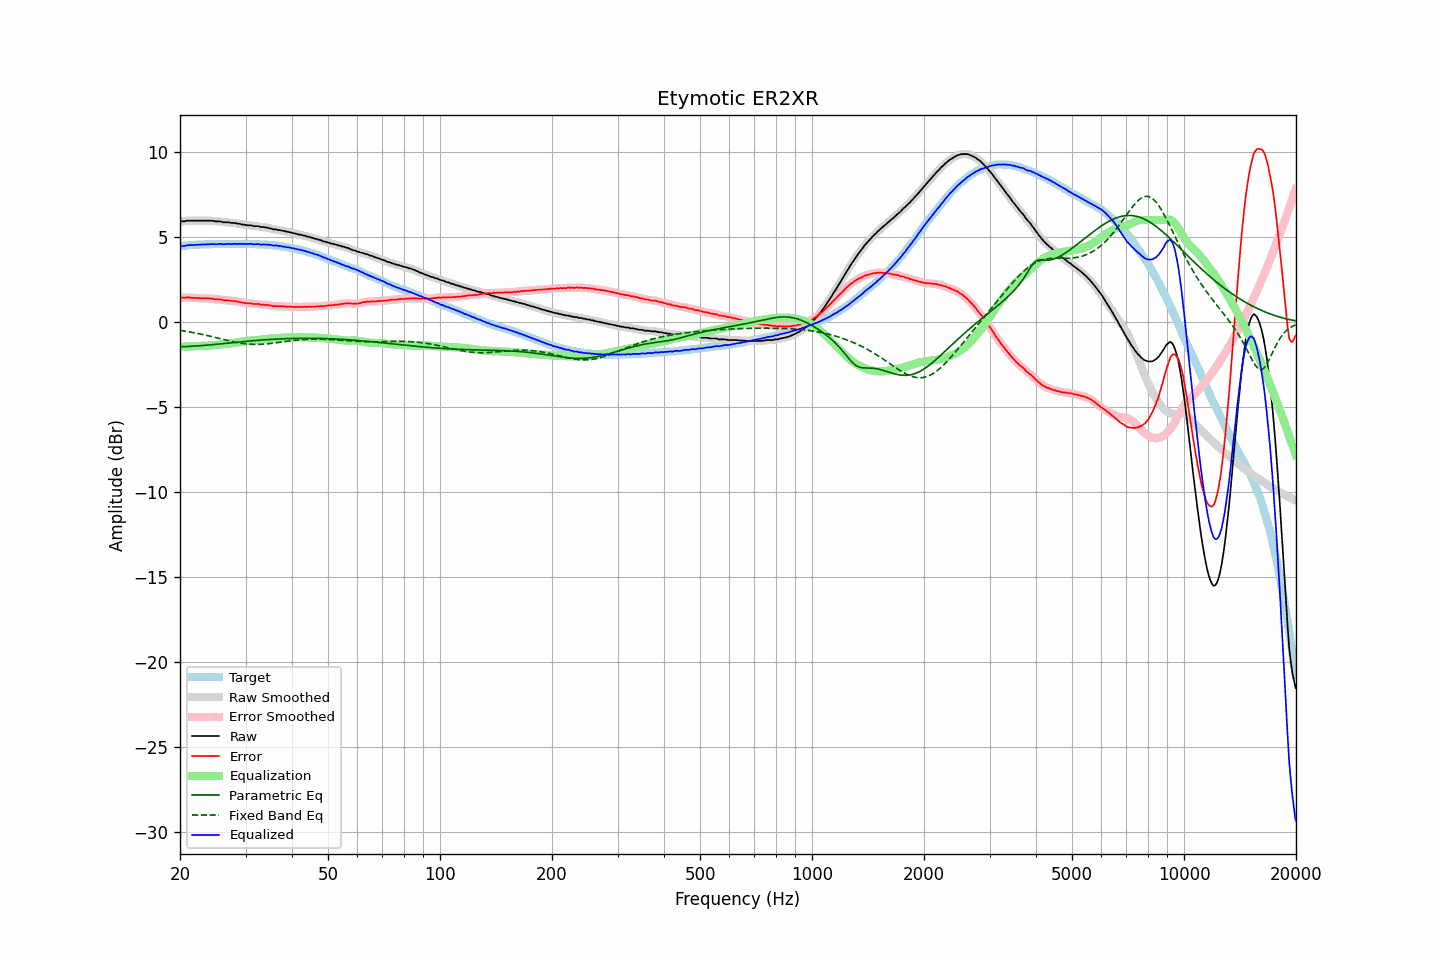 Etymotic ER2XR
Amplitude (dBr)
10
5
0
−5
−10
−15
−20
−25
−30
Target
Raw Smoothed
Error Smoothed
Raw
Error
Equalization
Parametric Eq
Fixed Band Eq
Equalized
20 50 100 200 500 1000 2000 5000 10000 20000
Frequency (Hz)